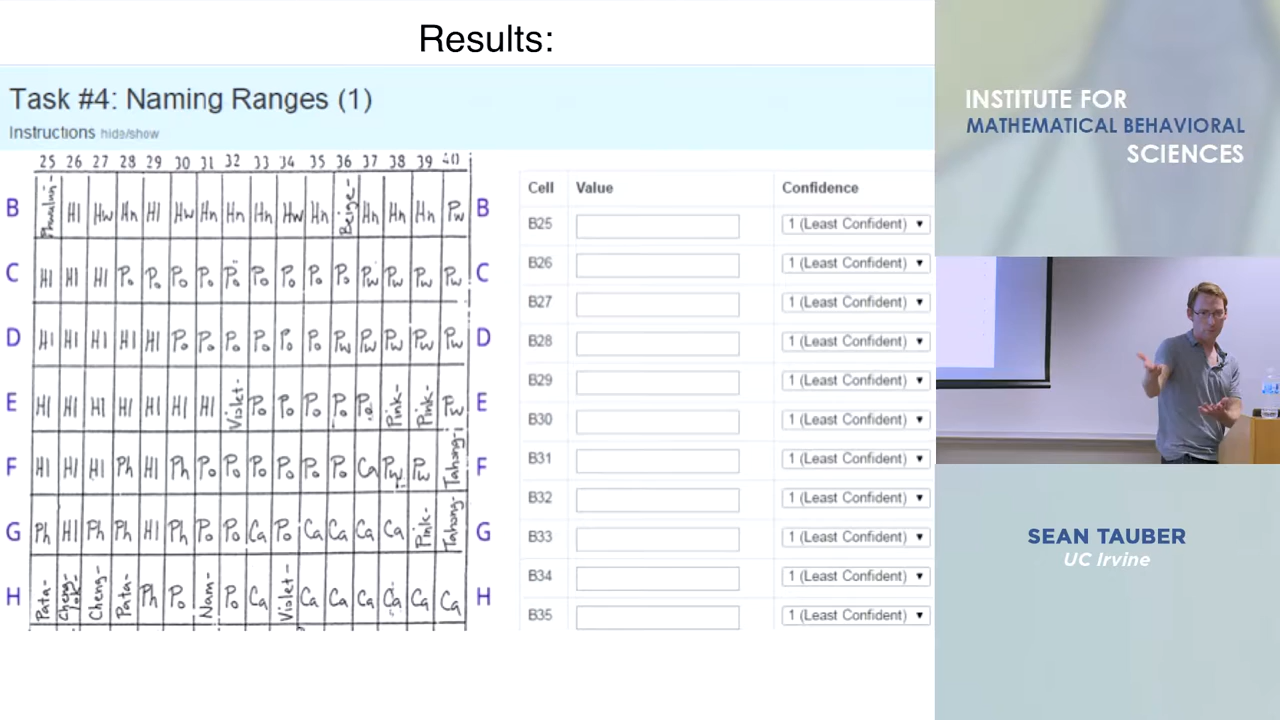 Results:
Task #4: Naming Ranges (1)
Instructions hide/show
25 26 27 28 29 30 31 32 33 34 35 36 37 38 39 40
B Hl Hw Hn Hl Hw Hn Hn Hn Hw Hn Beige- Hn Hn Hn Pw B
C Hl Hl Hl Po Po Po Po Po Po Po Po Po Pw Pw Pw Pw C
D Hl Hl Hl Hl Hl Po Po Po Po Po Po Pw Pw Pw Pw Pw D
E Hl Hl Hl Hl Hl Hl Hl Violet- Po Po Po Po Po Pink- Pink- Pw E
F Hl Hl Hl Ph Hl Ph Po Po Po Po Po Po Ca Pw Pw Tahong- F
G Ph Hl Ph Ph Hl Ph Po Po Ca Po Ca Ca Ca Ca Pink- Tahong- G
H Pata- Cheng- Pata- Ph Po Nam- Po Ca Violet- Ca Ca Ca Ca Ca Ca H
Cell Value Confidence
B25 1 (Least Confident)
B26 1 (Least Confident)
B27 1 (Least Confident)
B28 1 (Least Confident)
B29 1 (Least Confident)
B30 1 (Least Confident)
B31 1 (Least Confident)
B32 1 (Least Confident)
B33 1 (Least Confident)
B34 1 (Least Confident)
B35 1 (Least Confident)
INSTITUTE FOR
MATHEMATICAL BEHAVIORAL
SCIENCES
SEAN TAUBER
UC Irvine